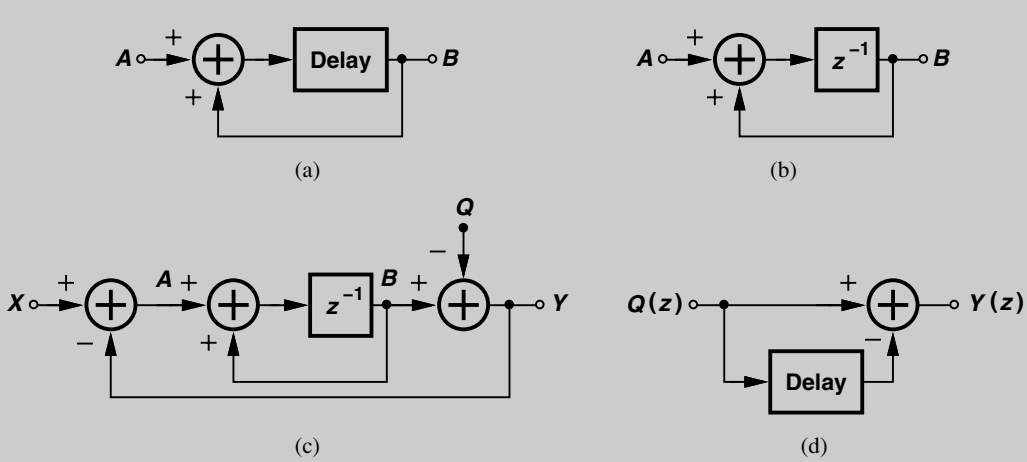 A + + Delay B
(a)
A + + z⁻¹ B
(b)
Q
−
X + − A + + z⁻¹ B + Y
(c)
Q(z) + − Y(z)
Delay
(d)